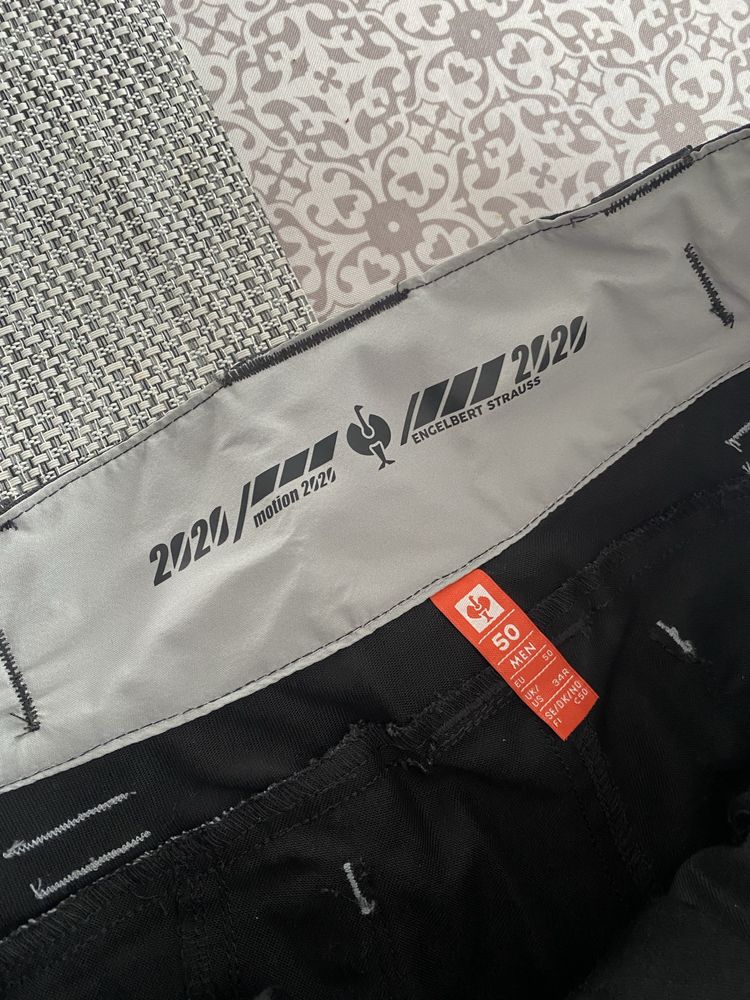 2020
motion 2020
2020
ENGELBERT STRAUSS
50
MEN
EU 50
UK/
US 34R
SE/DK/NO
FI C50